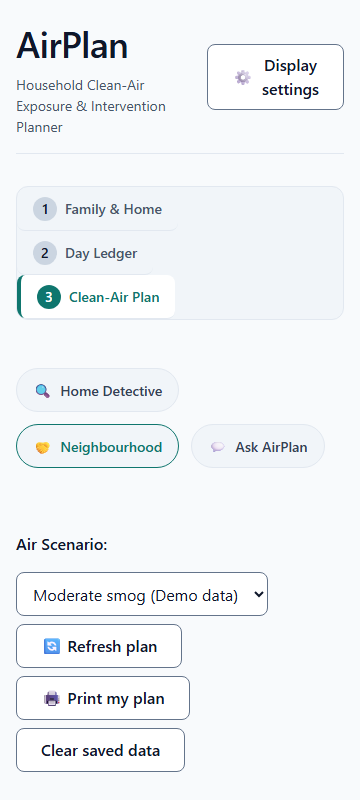 AirPlan
Household Clean-Air
Exposure & Intervention
Planner
Display
settings
1 Family & Home
2 Day Ledger
3 Clean-Air Plan
Home Detective
Neighbourhood
Ask AirPlan
Air Scenario:
Moderate smog (Demo data)
Refresh plan
Print my plan
Clear saved data